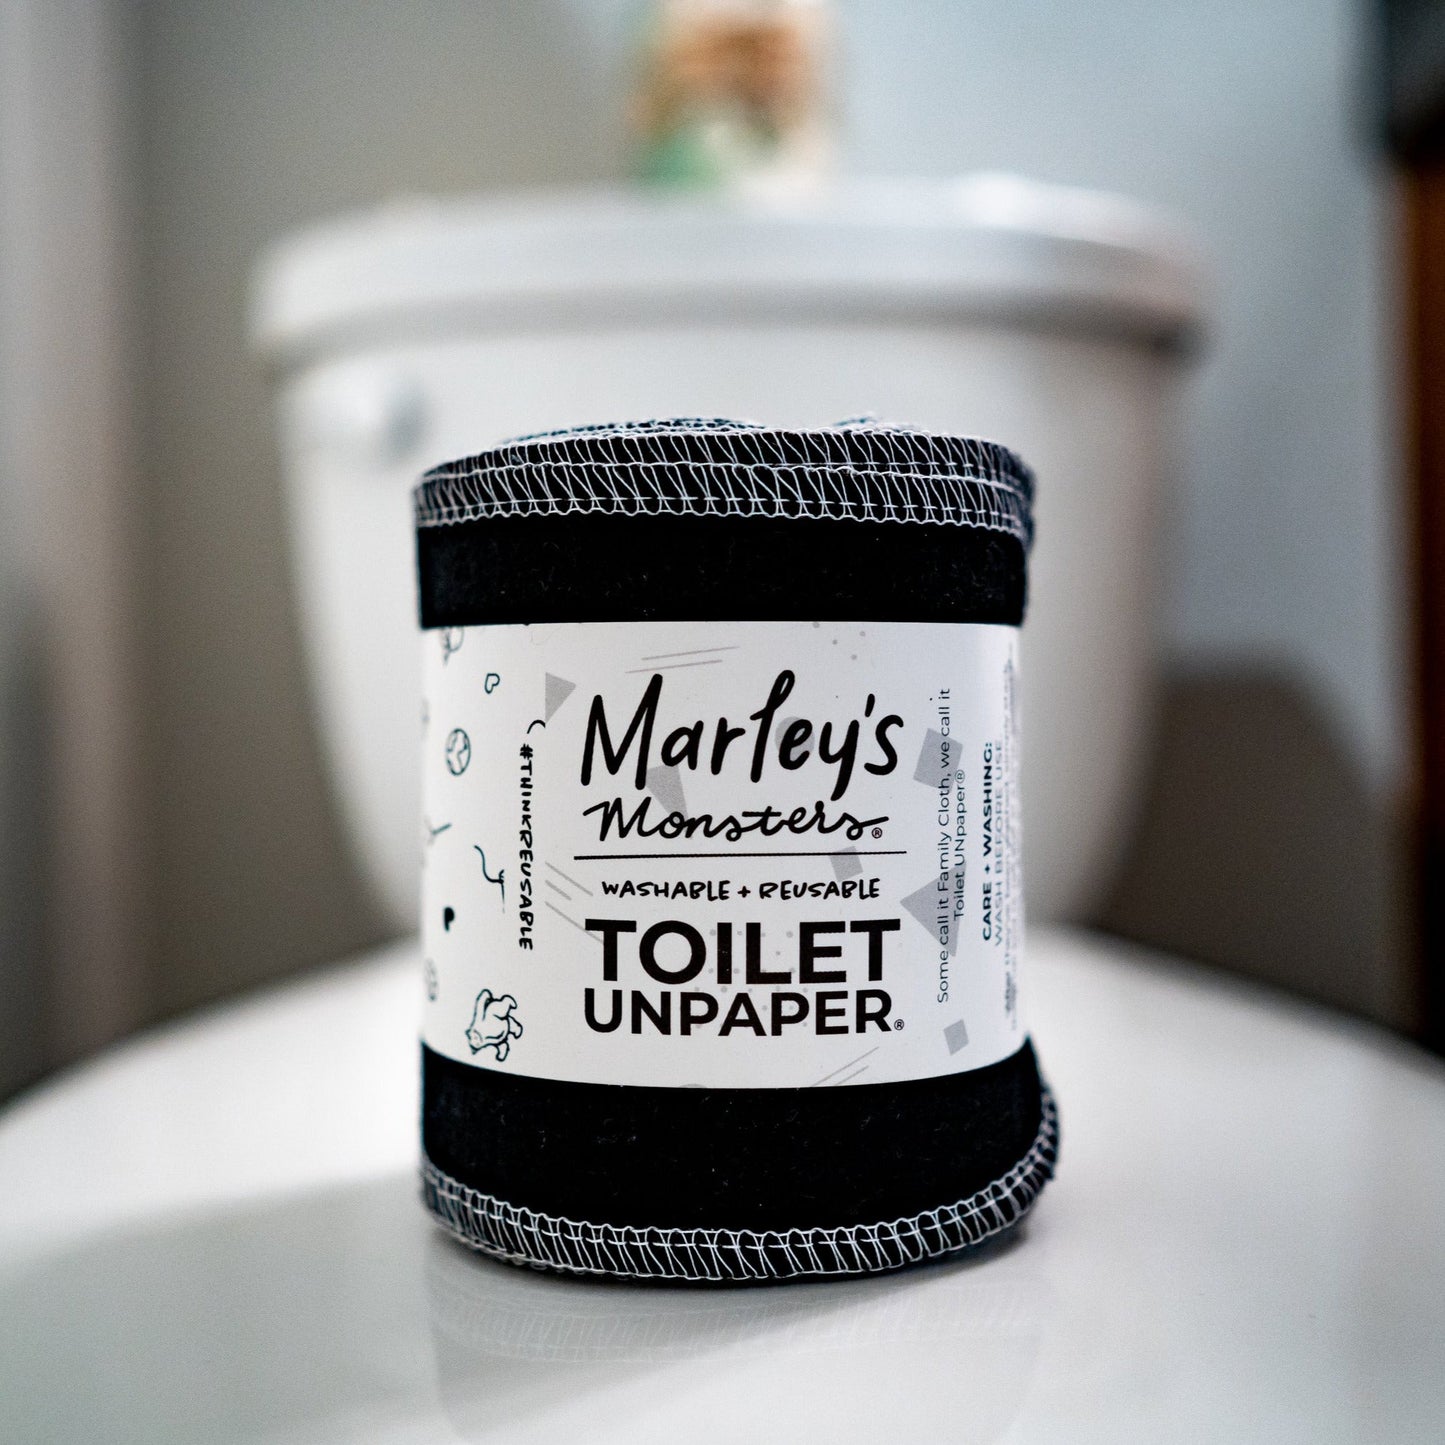 #THINKREUSABLE
Marley's
Monsters®
WASHABLE + REUSABLE
TOILET
UNPAPER®
Some call it Family Cloth, we call it
Toilet UNpaper®
CARE + WASHING:
WASH BEFORE USE